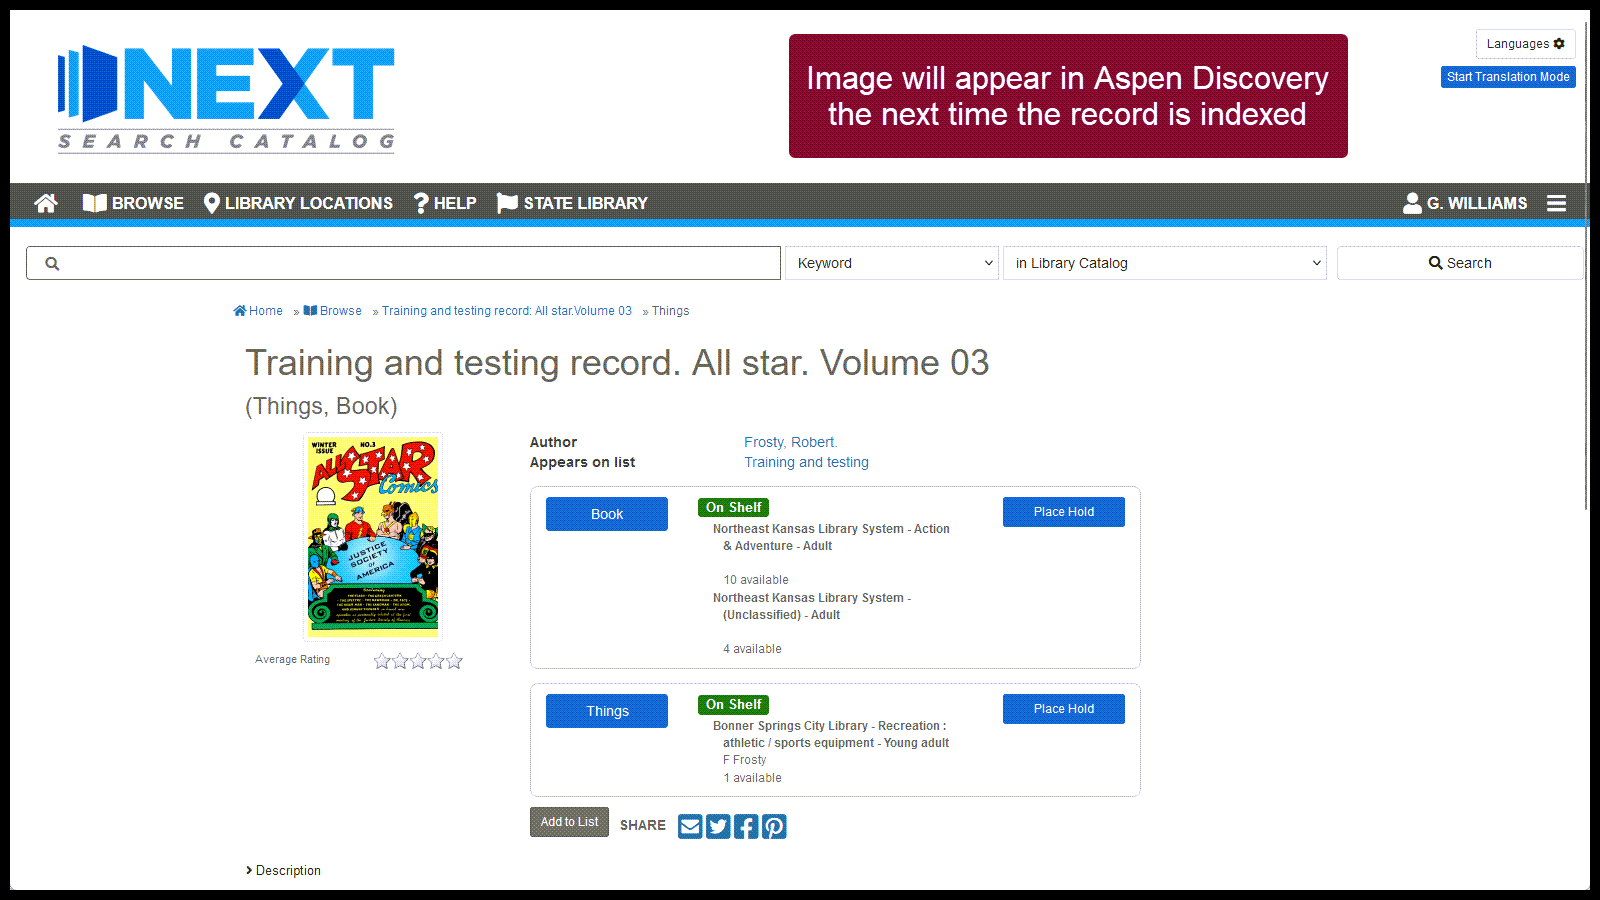 NEXT
SEARCH CATALOG
Image will appear in Aspen Discovery
the next time the record is indexed
Languages
Start Translation Mode
BROWSE LIBRARY LOCATIONS HELP STATE LIBRARY G. WILLIAMS
Keyword in Library Catalog Search
Home » Browse » Training and testing record: All star.Volume 03 » Things
Training and testing record. All star. Volume 03
(Things, Book)
WINTER ISSUE NO.3
ALL STAR
Comics
JUSTICE
SOCIETY
OF
AMERICA
Average Rating
Author Frosty, Robert.
Appears on list Training and testing
Book On Shelf Place Hold
Northeast Kansas Library System - Action
& Adventure - Adult
10 available
Northeast Kansas Library System -
(Unclassified) - Adult
4 available
Things On Shelf Place Hold
Bonner Springs City Library - Recreation :
athletic / sports equipment - Young adult
F Frosty
1 available
Add to List SHARE
Description